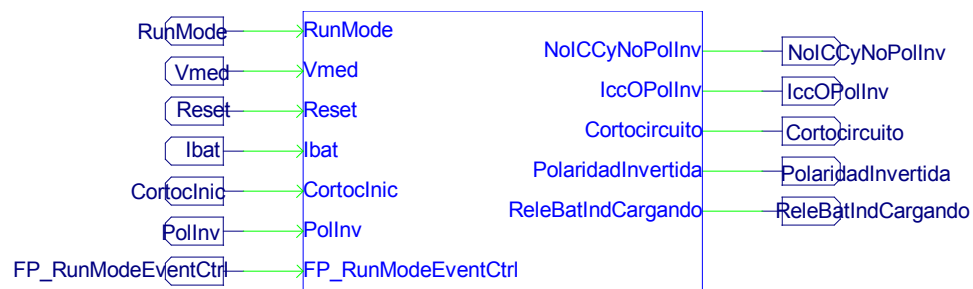 RunMode RunMode
NoICCyNoPolInv NoICCyNoPolInv
Vmed Vmed
IccOPolInv IccOPolInv
Reset Reset
Cortocircuito Cortocircuito
Ibat Ibat
PolaridadInvertida PolaridadInvertida
CortocInic CortocInic
ReleBatIndCargando ReleBatIndCargando
PolInv PolInv
FP_RunModeEventCtrl FP_RunModeEventCtrl